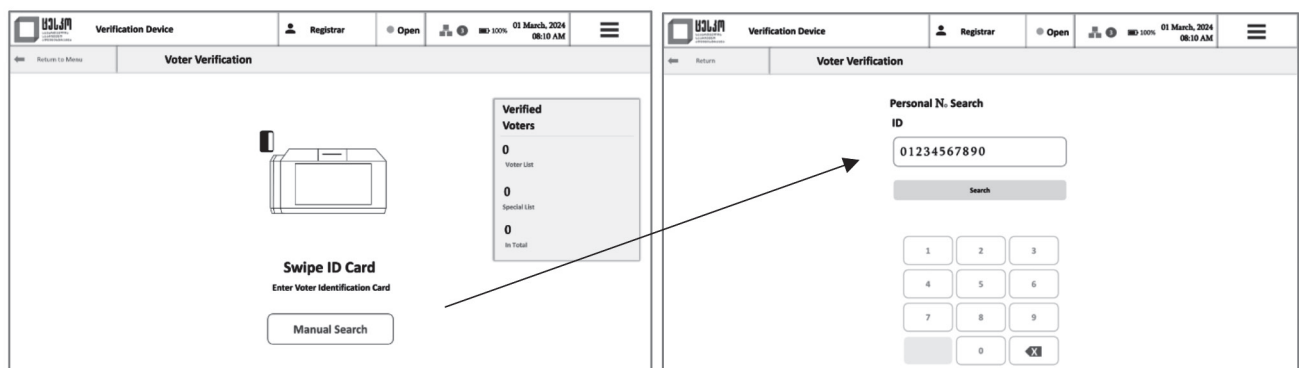 ცესკო
Verification Device
Registrar
Open
3
100%
01 March, 2024
08:10 AM
Return to Menu
Voter Verification
Verified
Voters
0
Voter List
0
Special List
0
In Total
Swipe ID Card
Enter Voter Identification Card
Manual Search
Verification Device
Registrar
Open
3
100%
01 March, 2024
08:10 AM
Return
Voter Verification
Personal N. Search
ID
01234567890
Search
1 2 3
4 5 6
7 8 9
0 X